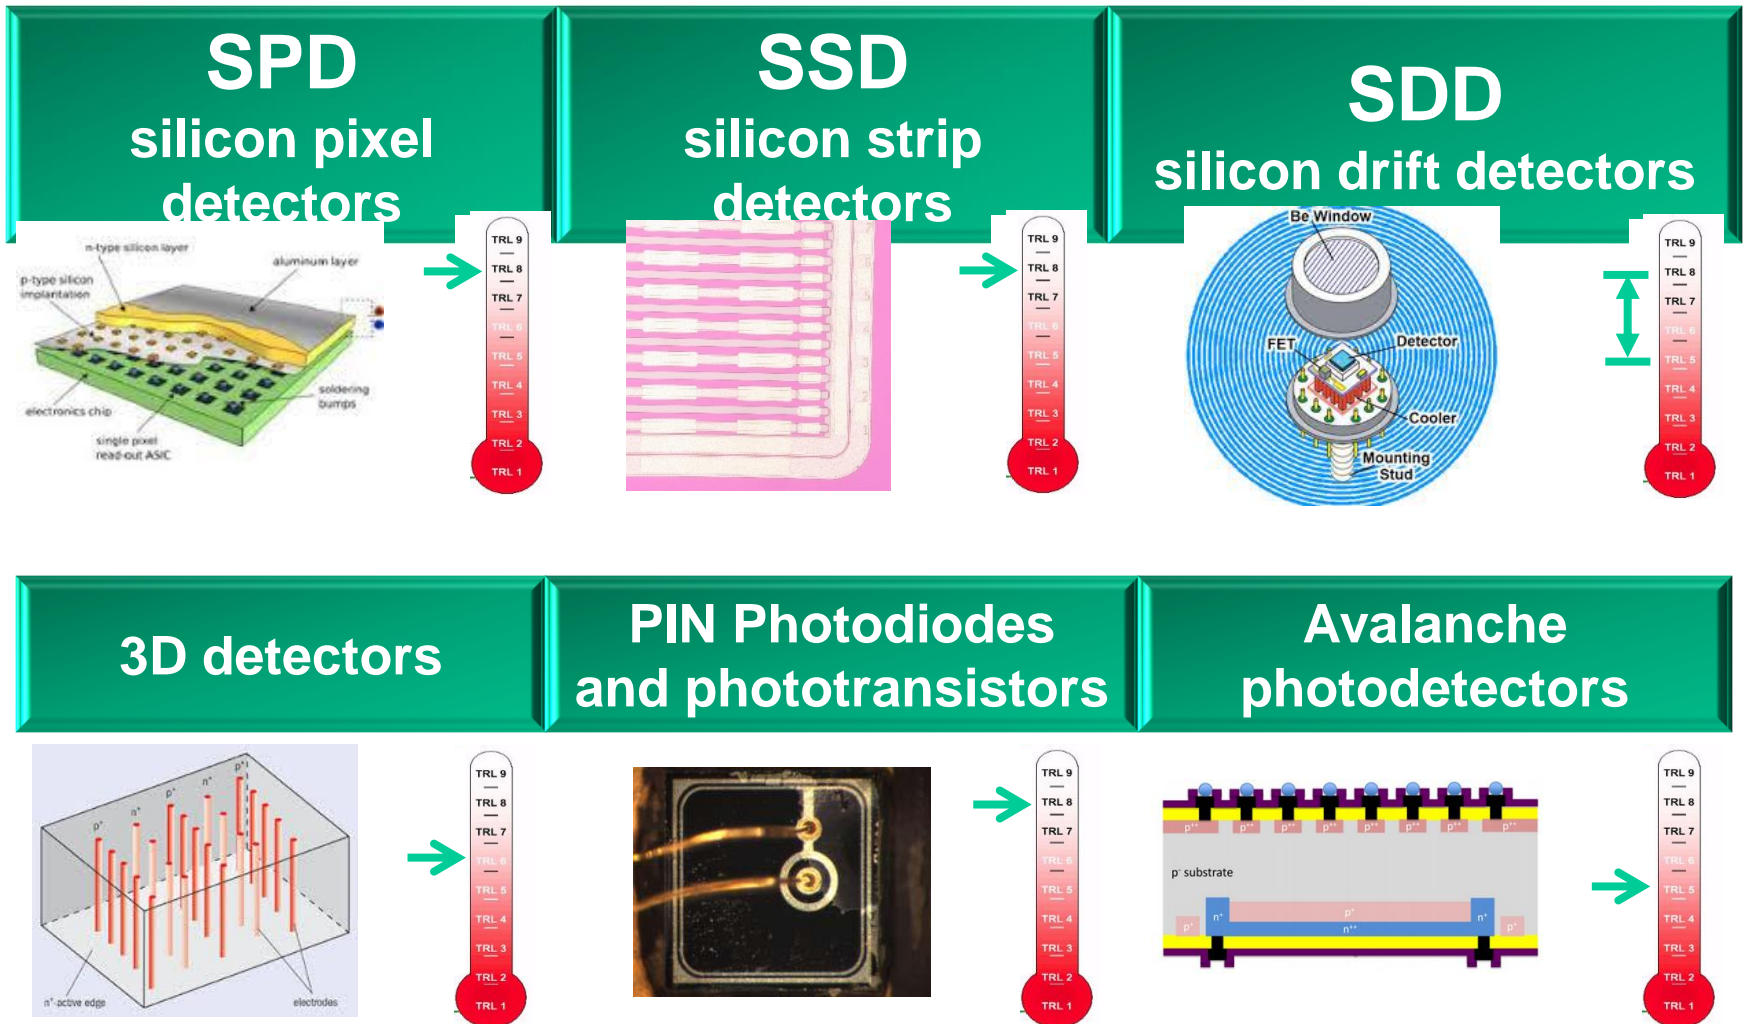 SPD
silicon pixel
detectors
SSD
silicon strip
detectors
SDD
silicon drift detectors
n-type silicon layer
aluminum layer
p-type silicon
implantation
electronics chip
soldering
bumps
single pixel
read-out ASIC
TRL 9
TRL 8
TRL 7
TRL 6
TRL 5
TRL 4
TRL 3
TRL 2
TRL 1
TRL 9
TRL 8
TRL 7
TRL 6
TRL 5
TRL 4
TRL 3
TRL 2
TRL 1
Be Window
FET
Detector
Cooler
Mounting
Stud
TRL 9
TRL 8
TRL 7
TRL 6
TRL 5
TRL 4
TRL 3
TRL 2
TRL 1
3D detectors
PIN Photodiodes
and phototransistors
Avalanche
photodetectors
p+
n+
p+
n+
p+
n+-active edge
electrodes
TRL 9
TRL 8
TRL 7
TRL 6
TRL 5
TRL 4
TRL 3
TRL 2
TRL 1
TRL 9
TRL 8
TRL 7
TRL 6
TRL 5
TRL 4
TRL 3
TRL 2
TRL 1
p++ p++ p++ p++ p++ p++ p++ p++
p- substrate
p+ n+ p+ n+ p+
n++
TRL 9
TRL 8
TRL 7
TRL 6
TRL 5
TRL 4
TRL 3
TRL 2
TRL 1